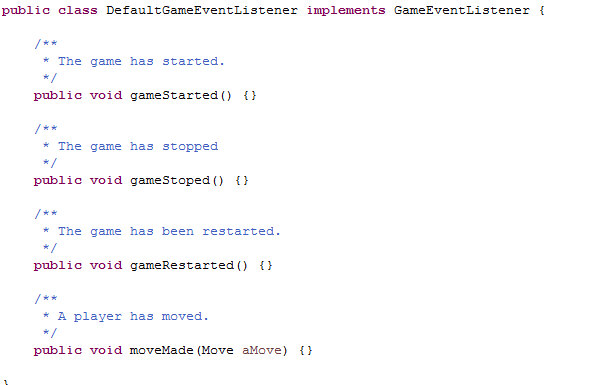 public class DefaultGameEventListener implements GameEventListener {
/**
* The game has started.
*/
public void gameStarted() {}
/**
* The game has stopped
*/
public void gameStoped() {}
/**
* The game has been restarted.
*/
public void gameRestarted() {}
/**
* A player has moved.
*/
public void moveMade(Move aMove) {}
}